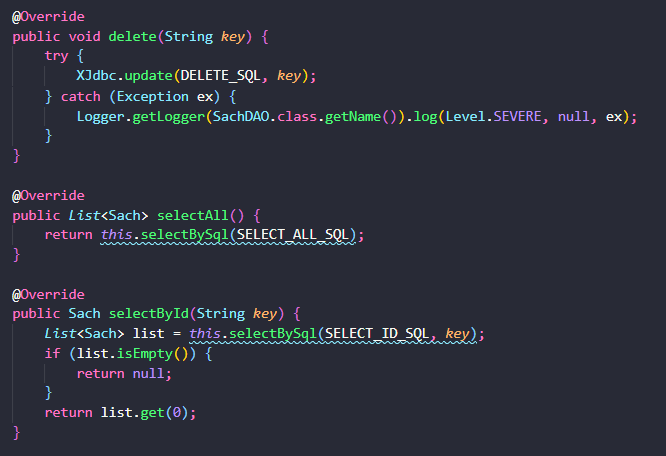 @Override
public void delete(String key) {
    try {
        XJdbc.update(DELETE_SQL, key);
    } catch (Exception ex) {
        Logger.getLogger(SachDAO.class.getName()).log(Level.SEVERE, null, ex);
    }
}

@Override
public List<Sach> selectAll() {
    return this.selectBySql(SELECT_ALL_SQL);
}

@Override
public Sach selectById(String key) {
    List<Sach> list = this.selectBySql(SELECT_ID_SQL, key);
    if (list.isEmpty()) {
        return null;
    }
    return list.get(0);
}